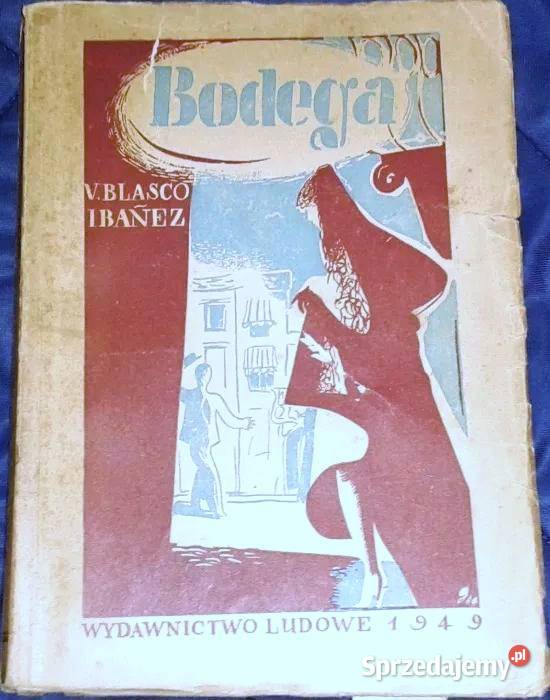 Bodega
V. BLASCO
IBAÑEZ
WYDAWNICTWO LUDOWE 1949
Sprzedajemy.pl